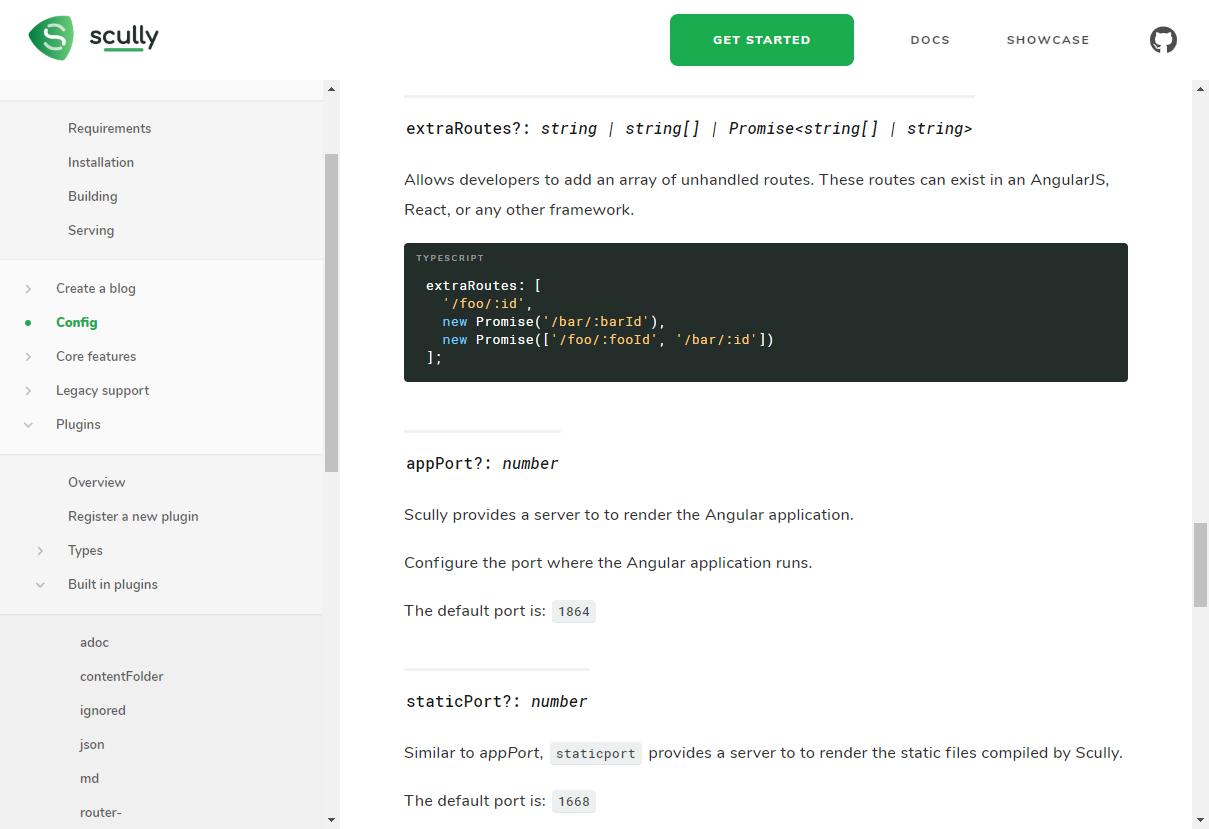 scully
GET STARTED
DOCS
SHOWCASE
Requirements
Installation
Building
Serving
Create a blog
Config
Core features
Legacy support
Plugins
Overview
Register a new plugin
Types
Built in plugins
adoc
contentFolder
ignored
json
md
router-
extraRoutes?: string | string[] | Promise<string[] | string>
Allows developers to add an array of unhandled routes. These routes can exist in an AngularJS,
React, or any other framework.
TYPESCRIPT
extraRoutes: [
'/foo/:id',
new Promise('/bar/:barId'),
new Promise(['/foo/:fooId', '/bar/:id'])
];
appPort?: number
Scully provides a server to to render the Angular application.
Configure the port where the Angular application runs.
The default port is: 1864
staticPort?: number
Similar to appPort, staticport provides a server to to render the static files compiled by Scully.
The default port is: 1668